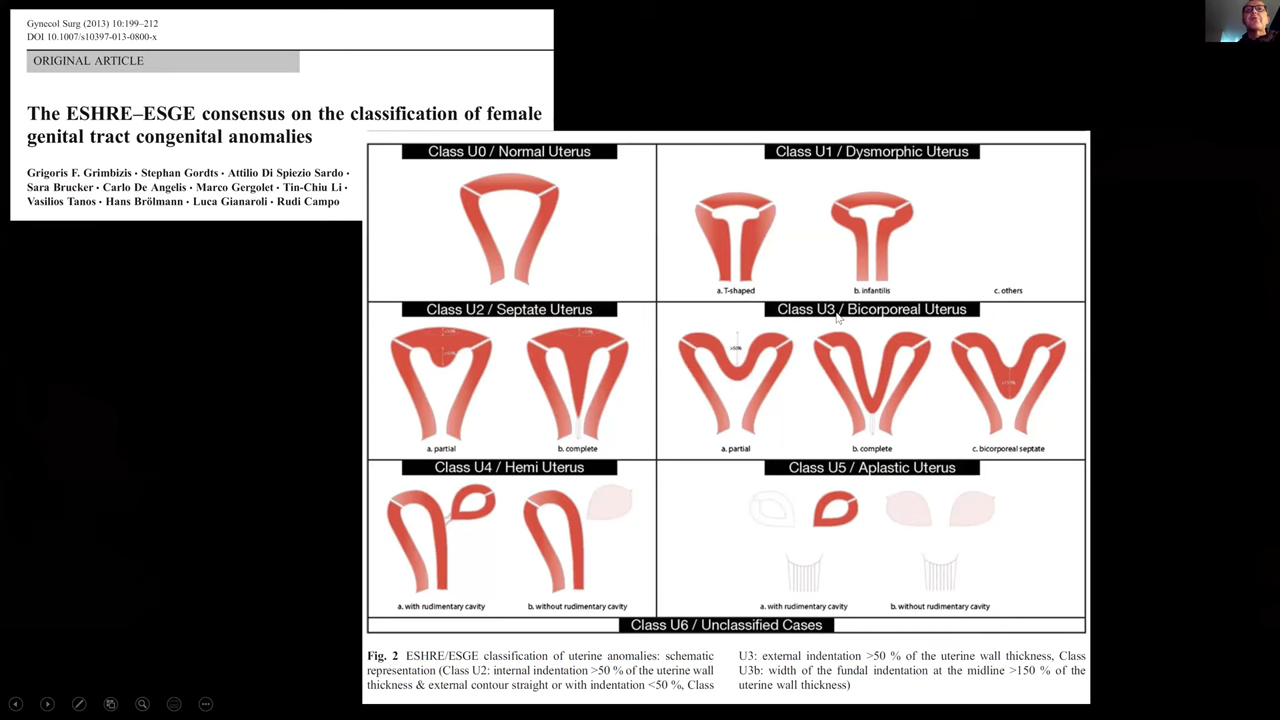 Gynecol Surg (2013) 10:199–212
DOI 10.1007/s10397-013-0800-x
ORIGINAL ARTICLE
The ESHRE–ESGE consensus on the classification of female
genital tract congenital anomalies
Grigoris F. Grimbizis · Stephan Gordts · Attilio Di Spiezio Sardo ·
Sara Brucker · Carlo De Angelis · Marco Gergolet · Tin-Chiu Li ·
Vasilios Tanos · Hans Brölmann · Luca Gianaroli · Rudi Campo
Class U0 / Normal Uterus
Class U1 / Dysmorphic Uterus
a. T-shaped
b. infantilis
c. others
Class U2 / Septate Uterus
Class U3 / Bicorporeal Uterus
>50%
a. partial
b. complete
a. partial
b. complete
c. bicorporeal septate
Class U4 / Hemi Uterus
Class U5 / Aplastic Uterus
a. with rudimentary cavity
b. without rudimentary cavity
a. with rudimentary cavity
b. without rudimentary cavity
Class U6 / Unclassified Cases
Fig. 2 ESHRE/ESGE classification of uterine anomalies: schematic
representation (Class U2: internal indentation >50 % of the uterine wall
thickness & external contour straight or with indentation <50 %, Class
U3: external indentation >50 % of the uterine wall thickness, Class
U3b: width of the fundal indentation at the midline >150 % of the
uterine wall thickness)